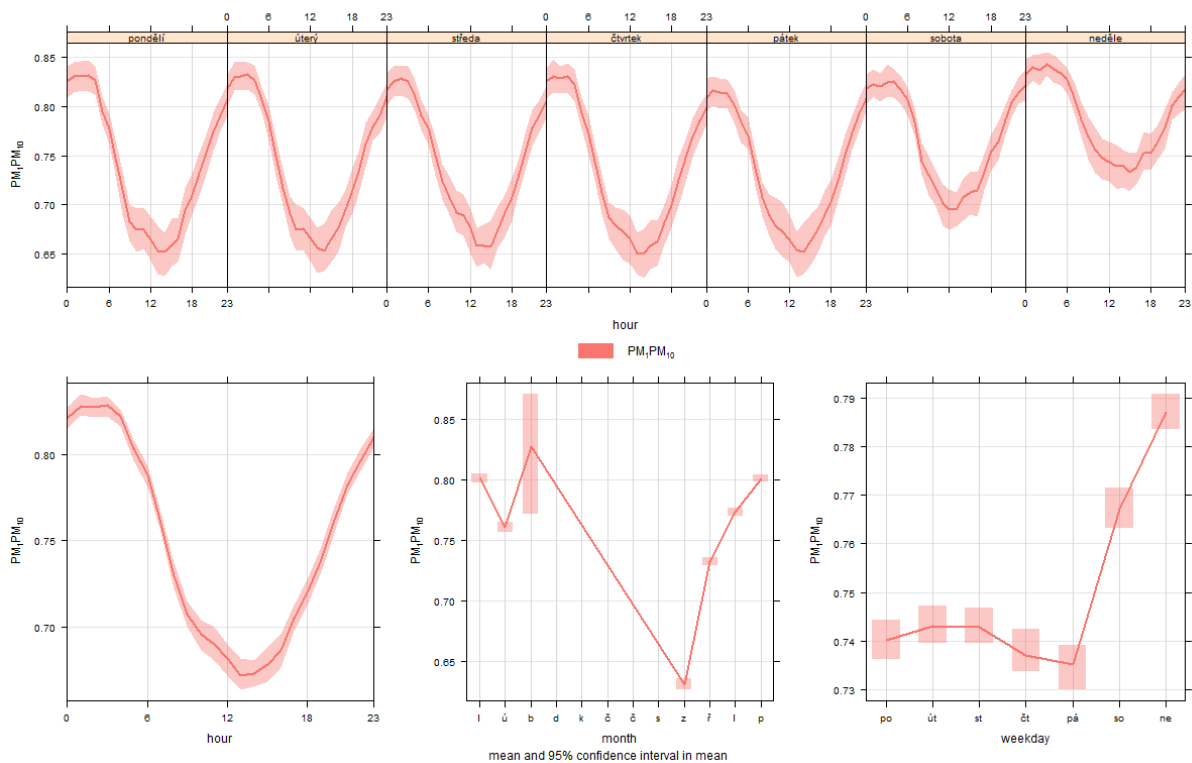 0 6 12 18 23 0 6 12 18 23 0 6 12 18 23
pondělí úterý středa čtvrtek pátek sobota neděle
0.85
0.80
0.75
0.70
0.65
PM₁PM₁₀
0 6 12 18 23 0 6 12 18 23 0 6 12 18 23 0 6 12 18 23
hour
PM₁PM₁₀
0.80
0.75
0.70
PM₁PM₁₀
0 6 12 18 23
hour
0.85
0.80
0.75
0.70
0.65
PM₁PM₁₀
l ú b d k č č s z ř l p
month
mean and 95% confidence interval in mean
0.79
0.78
0.77
0.76
0.75
0.74
0.73
PM₁PM₁₀
po út st čt pá so ne
weekday